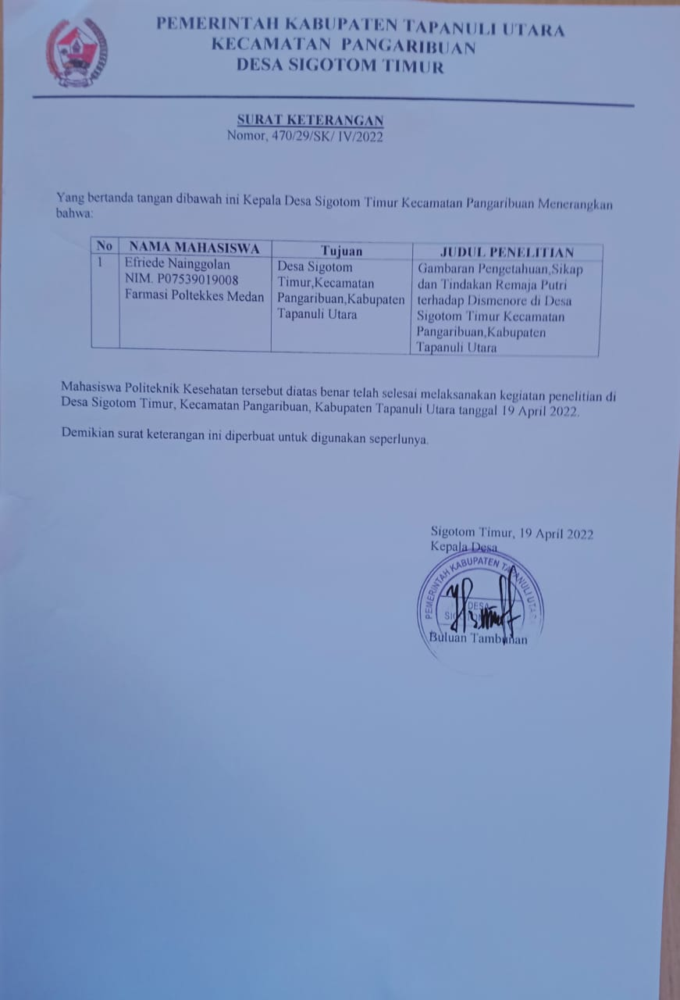 PEMERINTAH KABUPATEN TAPANULI UTARA
KECAMATAN PANGARIBUAN
DESA SIGOTOM TIMUR
SURAT KETERANGAN
Nomor, 470/29/SK/ IV/2022
Yang bertanda tangan dibawah ini Kepala Desa Sigotom Timur Kecamatan Pangaribuan Menerangkan
bahwa:
No NAMA MAHASISWA Tujuan JUDUL PENELITIAN
1 Efriede Nainggolan
NIM. P07539019008
Farmasi Poltekkes Medan
Desa Sigotom
Timur,Kecamatan
Pangaribuan,Kabupaten
Tapanuli Utara
Gambaran Pengetahuan,Sikap
dan Tindakan Remaja Putri
terhadap Dismenore di Desa
Sigotom Timur Kecamatan
Pangaribuan,Kabupaten
Tapanuli Utara
Mahasiswa Politeknik Kesehatan tersebut diatas benar telah selesai melaksanakan kegiatan penelitian di
Desa Sigotom Timur, Kecamatan Pangaribuan, Kabupaten Tapanuli Utara tanggal 19 April 2022.
Demikian surat keterangan ini diperbuat untuk digunakan seperlunya.
Sigotom Timur, 19 April 2022
Kepala Desa
PEMERINTAH KABUPATEN TAPANULI UTARA
DESA
Buluan Tambunan